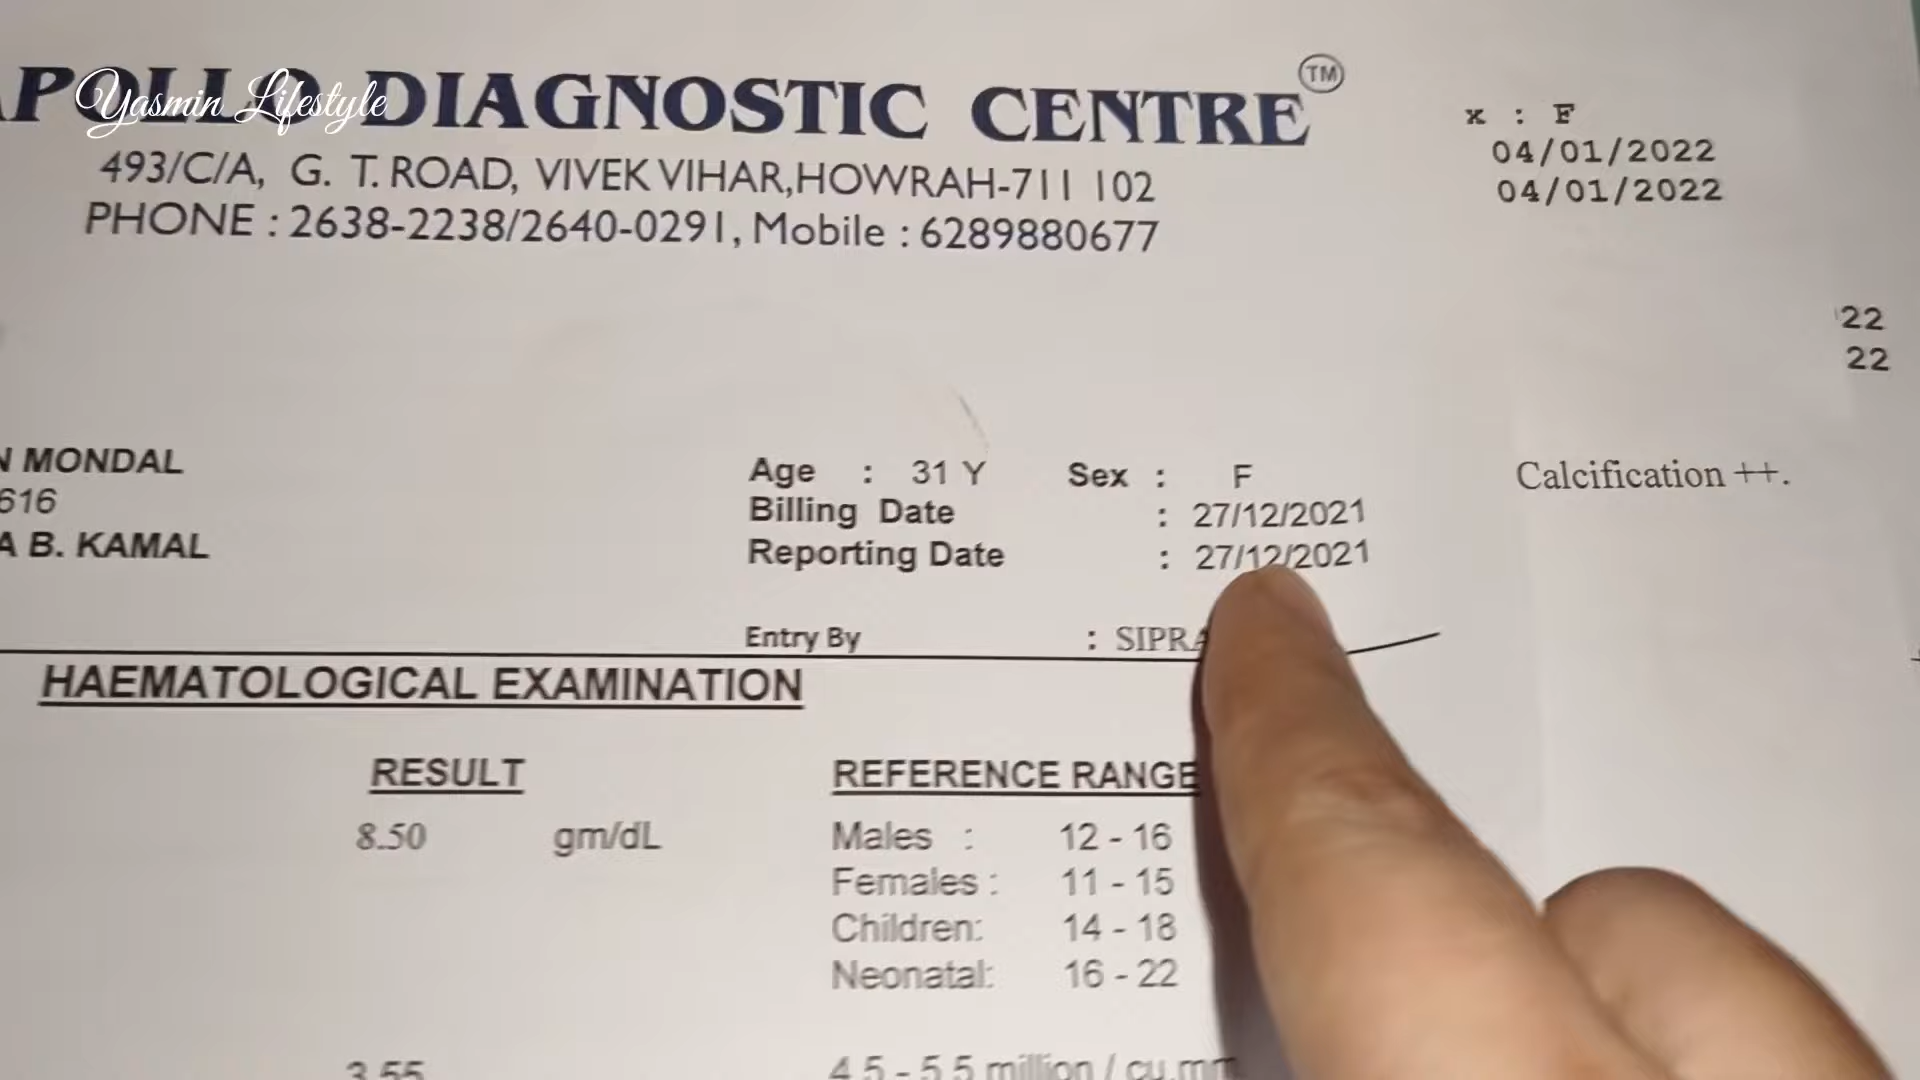 Yasmin Lifestyle
APOLLO DIAGNOSTIC CENTRE TM
493/C/A, G. T. ROAD, VIVEK VIHAR,HOWRAH-711 102
PHONE : 2638-2238/2640-0291, Mobile : 6289880677
x : F
04/01/2022
04/01/2022
22
22
N MONDAL
616
A B. KAMAL
Age : 31 Y Sex : F
Billing Date : 27/12/2021
Reporting Date : 27/12/2021
Entry By : SIPRA
Calcification ++.
HAEMATOLOGICAL EXAMINATION
RESULT REFERENCE RANGE
8.50 gm/dL Males : 12 - 16
Females : 11 - 15
Children: 14 - 18
Neonatal: 16 - 22
3.55 4.5 - 5.5 million / cu.mm